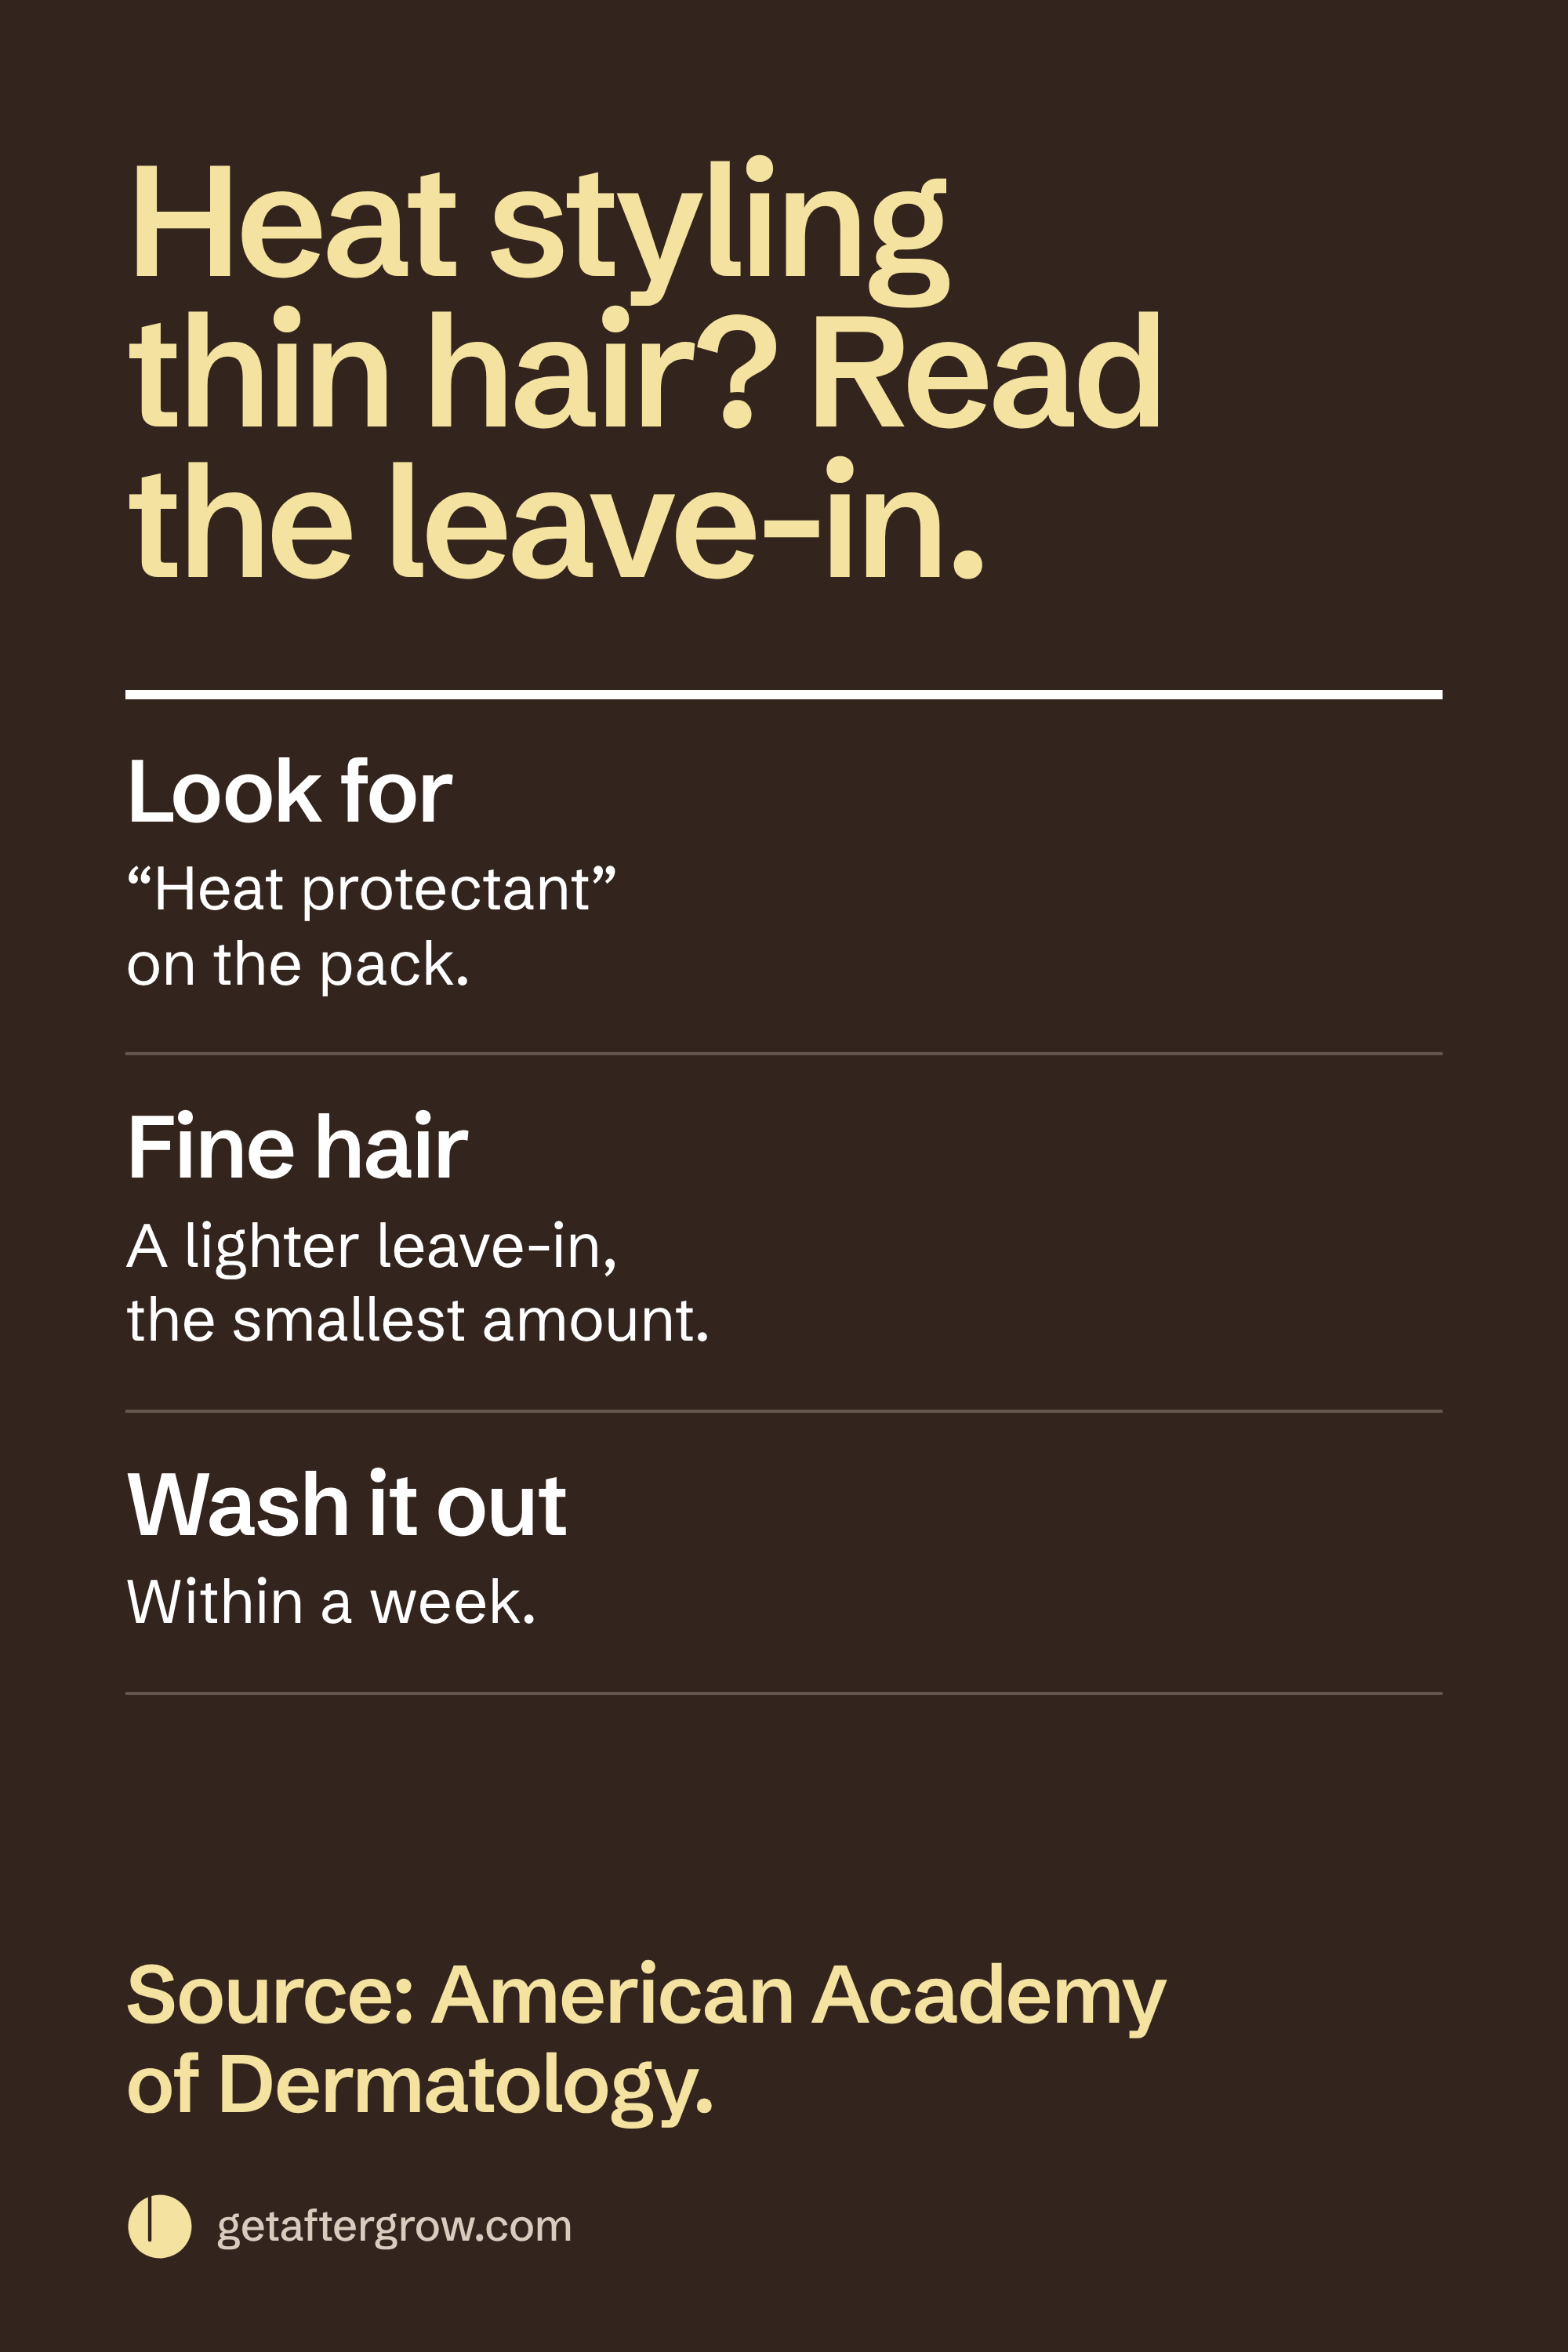 Heat styling
thin hair? Read
the leave-in.
Look for
“Heat protectant”
on the pack.
Fine hair
A lighter leave-in,
the smallest amount.
Wash it out
Within a week.
Source: American Academy
of Dermatology.
getaftergrow.com